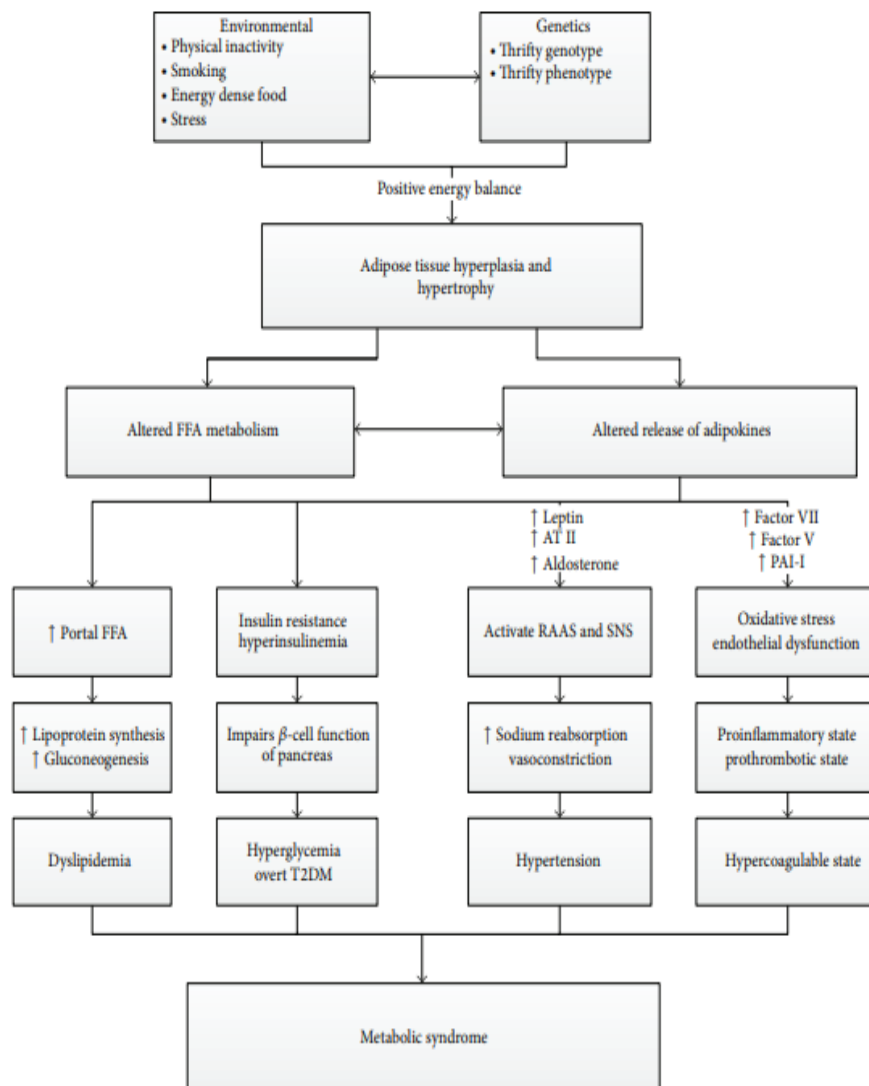 Environmental
• Physical inactivity
• Smoking
• Energy dense food
• Stress
Genetics
• Thrifty genotype
• Thrifty phenotype
Positive energy balance
Adipose tissue hyperplasia and
hypertrophy
Altered FFA metabolism
Altered release of adipokines
↑ Leptin
↑ AT II
↑ Aldosterone
↑ Factor VII
↑ Factor V
↑ PAI-I
↑ Portal FFA
Insulin resistance
hyperinsulinemia
Activate RAAS and SNS
Oxidative stress
endothelial dysfunction
↑ Lipoprotein synthesis
↑ Gluconeogenesis
Impairs β-cell function
of pancreas
↑ Sodium reabsorption
vasoconstriction
Proinflammatory state
prothrombotic state
Dyslipidemia
Hyperglycemia
overt T2DM
Hypertension
Hypercoagulable state
Metabolic syndrome